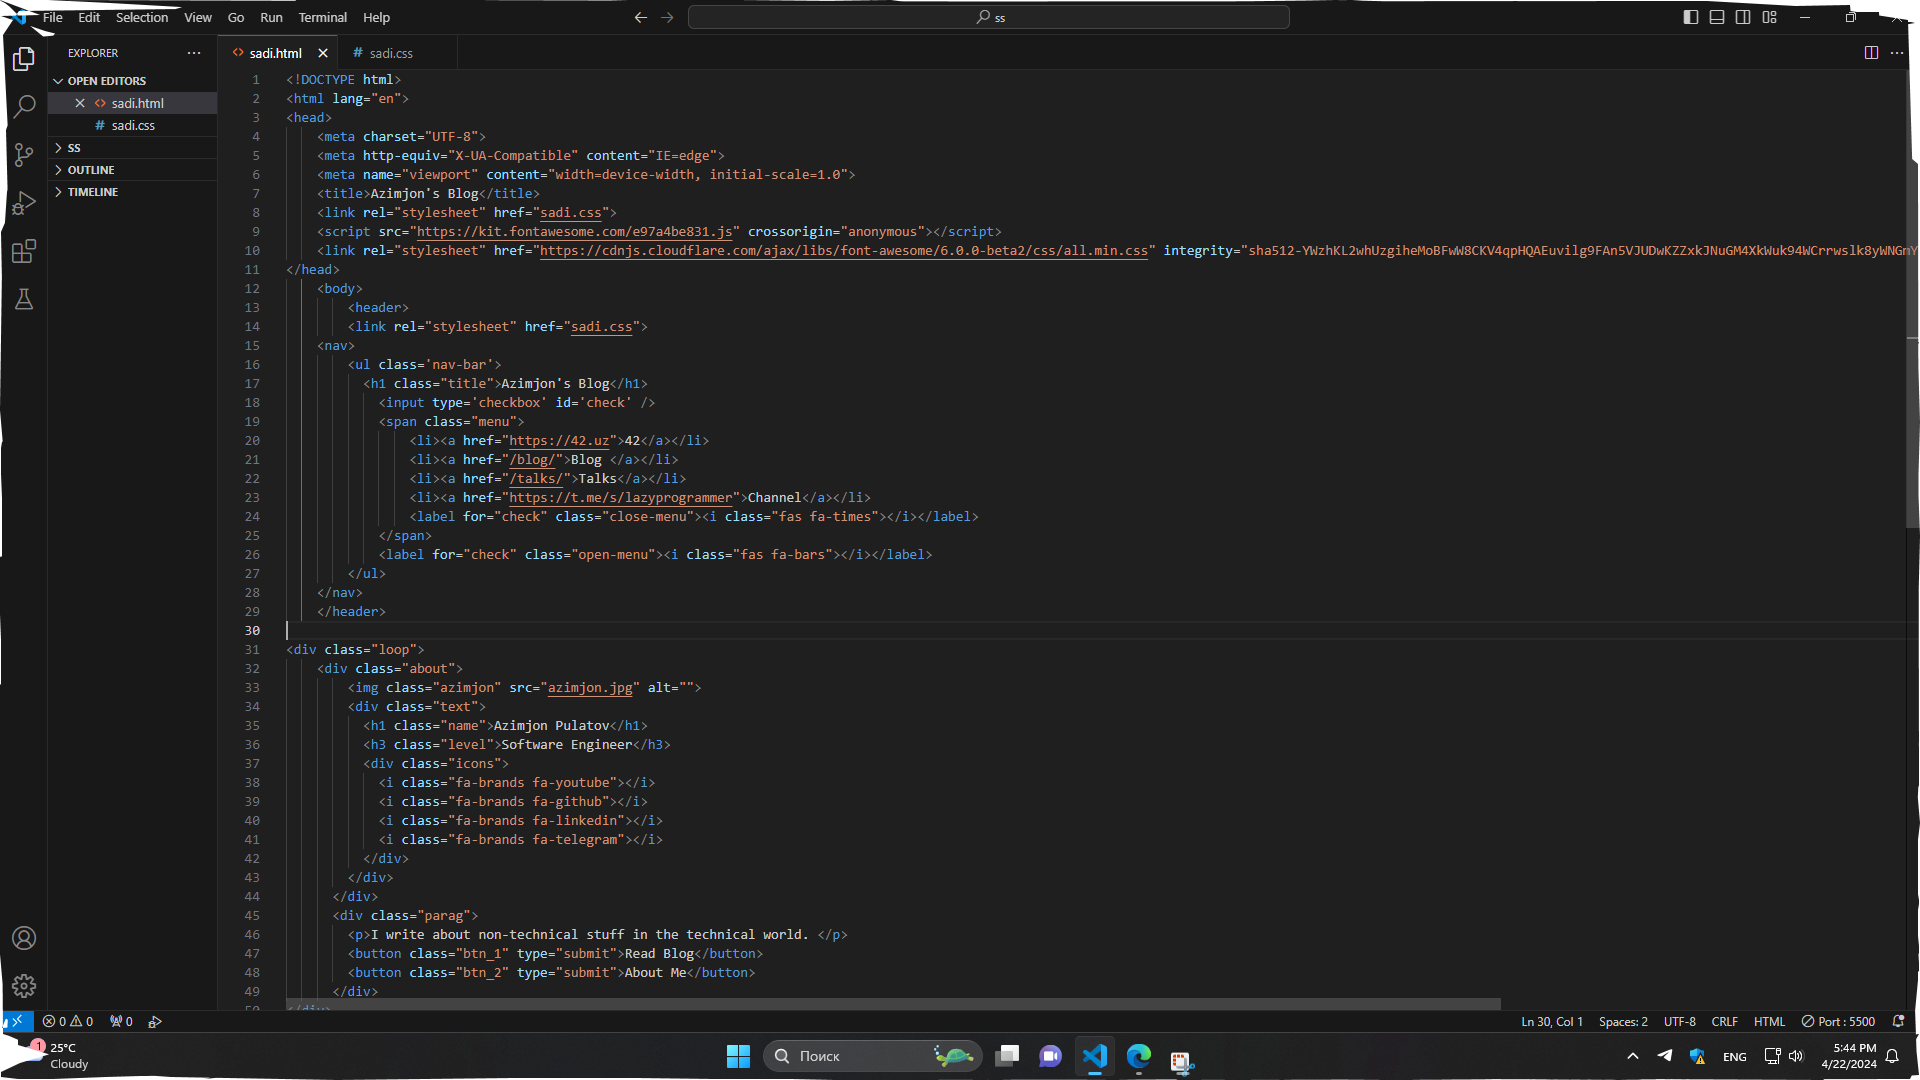 File Edit Selection View Go Run Terminal Help
ss
EXPLORER
OPEN EDITORS
sadi.html
# sadi.css
SS
OUTLINE
TIMELINE
sadi.html
# sadi.css
1 <!DOCTYPE html>
2 <html lang="en">
3 <head>
4 <meta charset="UTF-8">
5 <meta http-equiv="X-UA-Compatible" content="IE=edge">
6 <meta name="viewport" content="width=device-width, initial-scale=1.0">
7 <title>Azimjon's Blog</title>
8 <link rel="stylesheet" href="sadi.css">
9 <script src="https://kit.fontawesome.com/e97a4be831.js" crossorigin="anonymous"></script>
10 <link rel="stylesheet" href="https://cdnjs.cloudflare.com/ajax/libs/font-awesome/6.0.0-beta2/css/all.min.css" integrity="sha512-YWzhKL2whUzgiheMoBFwW8CKV4qpHQAEuvilg9FAn5VJUDwKZZxkJNuGM4XkWuk94WCrrwslk8yWNGmY
11 </head>
12 <body>
13 <header>
14 <link rel="stylesheet" href="sadi.css">
15 <nav>
16 <ul class='nav-bar'>
17 <h1 class="title">Azimjon's Blog</h1>
18 <input type='checkbox' id='check' />
19 <span class="menu">
20 <li><a href="https://42.uz">42</a></li>
21 <li><a href="/blog/">Blog </a></li>
22 <li><a href="/talks/">Talks</a></li>
23 <li><a href="https://t.me/s/lazyprogrammer">Channel</a></li>
24 <label for="check" class="close-menu"><i class="fas fa-times"></i></label>
25 </span>
26 <label for="check" class="open-menu"><i class="fas fa-bars"></i></label>
27 </ul>
28 </nav>
29 </header>
30
31 <div class="loop">
32 <div class="about">
33 <img class="azimjon" src="azimjon.jpg" alt="">
34 <div class="text">
35 <h1 class="name">Azimjon Pulatov</h1>
36 <h3 class="level">Software Engineer</h3>
37 <div class="icons">
38 <i class="fa-brands fa-youtube"></i>
39 <i class="fa-brands fa-github"></i>
40 <i class="fa-brands fa-linkedin"></i>
41 <i class="fa-brands fa-telegram"></i>
42 </div>
43 </div>
44 </div>
45 <div class="parag">
46 <p>I write about non-technical stuff in the technical world. </p>
47 <button class="btn_1" type="submit">Read Blog</button>
48 <button class="btn_2" type="submit">About Me</button>
49 </div>
50 </div>
0 0 0
Ln 30, Col 1 Spaces: 2 UTF-8 CRLF HTML Port : 5500
1
25°C
Cloudy
Поиск
ENG
5:44 PM
4/22/2024